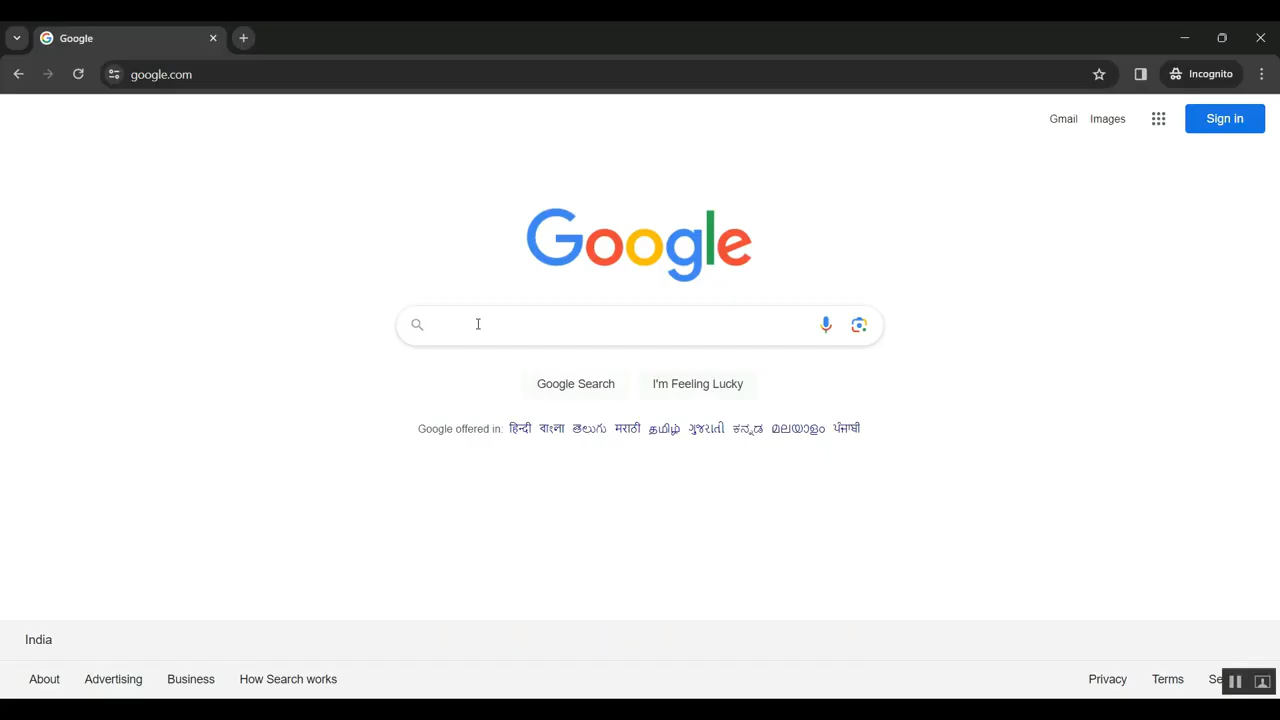 Google
google.com
Incognito
Gmail Images Sign in
Google
Google Search I'm Feeling Lucky
Google offered in: हिन्दी বাংলা తెలుగు मराठी தமிழ் ગુજરાતી ಕನ್ನಡ മലയാളം ਪੰਜਾਬੀ
India
About Advertising Business How Search works Privacy Terms Se